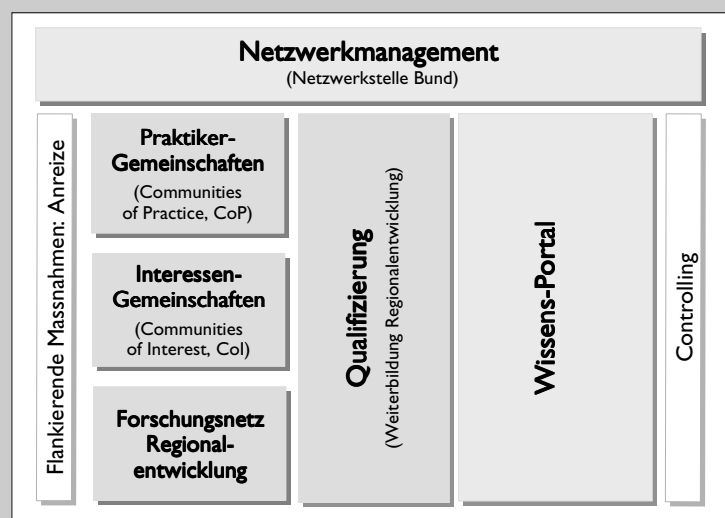 Netzwerkmanagement
(Netzwerkstelle Bund)
Flankierende Massnahmen: Anreize
Praktiker-
Gemeinschaften
(Communities
of Practice, CoP)
Interessen-
Gemeinschaften
(Communities
of Interest, CoI)
Forschungsnetz
Regional-
entwicklung
Qualifizierung
(Weiterbildung Regionalentwicklung)
Wissens-Portal
Controlling